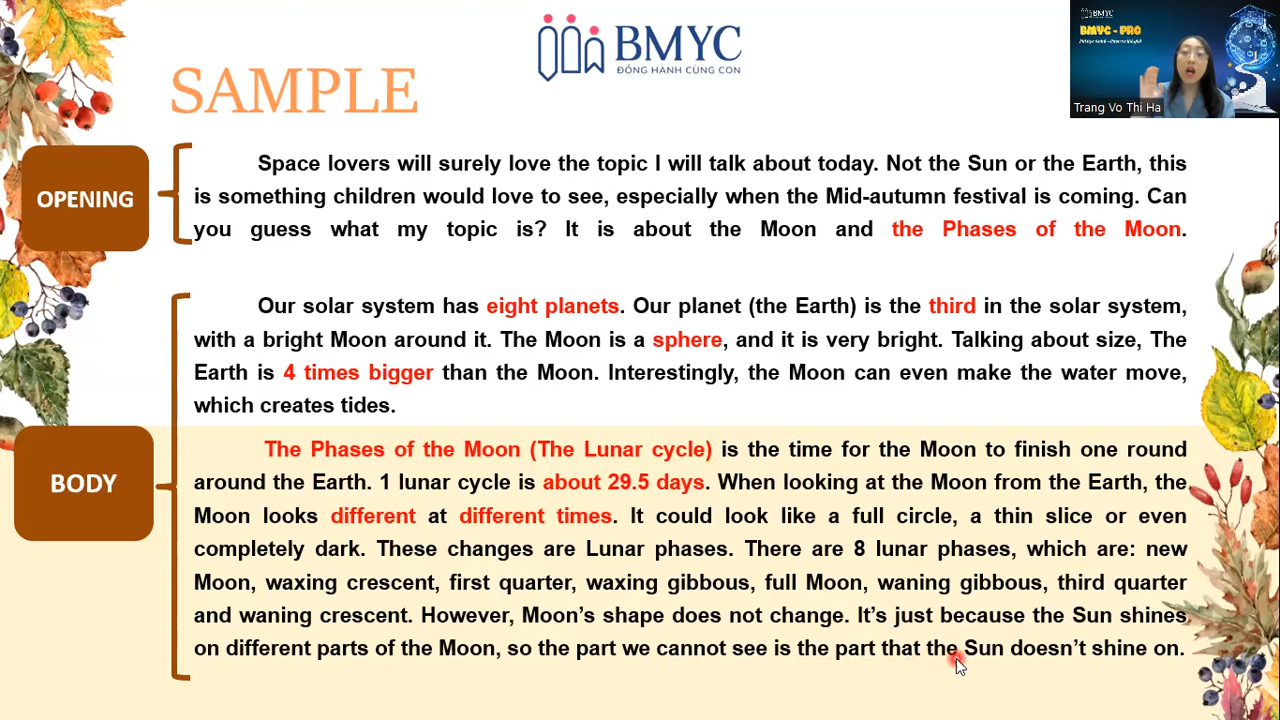 BMYC
ĐỒNG HÀNH CÙNG CON
BMYC
BMYC - PRO
Trang Vo Thi Ha
SAMPLE
OPENING
Space lovers will surely love the topic I will talk about today. Not the Sun or the Earth, this
is something children would love to see, especially when the Mid-autumn festival is coming. Can
you guess what my topic is? It is about the Moon and the Phases of the Moon.
BODY
Our solar system has eight planets. Our planet (the Earth) is the third in the solar system,
with a bright Moon around it. The Moon is a sphere, and it is very bright. Talking about size, The
Earth is 4 times bigger than the Moon. Interestingly, the Moon can even make the water move,
which creates tides.
The Phases of the Moon (The Lunar cycle) is the time for the Moon to finish one round
around the Earth. 1 lunar cycle is about 29.5 days. When looking at the Moon from the Earth, the
Moon looks different at different times. It could look like a full circle, a thin slice or even
completely dark. These changes are Lunar phases. There are 8 lunar phases, which are: new
Moon, waxing crescent, first quarter, waxing gibbous, full Moon, waning gibbous, third quarter
and waning crescent. However, Moon's shape does not change. It's just because the Sun shines
on different parts of the Moon, so the part we cannot see is the part that the Sun doesn't shine on.